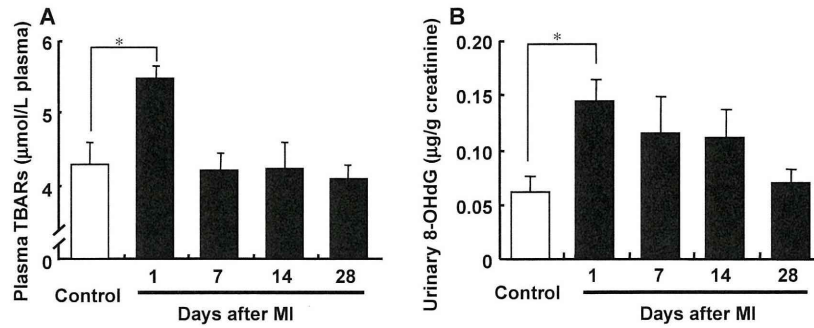 A
Plasma TBARs (μmol/L plasma)
6
5
4
0
*
Control
1 7 14 28
Days after MI
B
Urinary 8-OHdG (μg/g creatinine)
0.20
0.15
0.10
0.05
0
*
Control
1 7 14 28
Days after MI